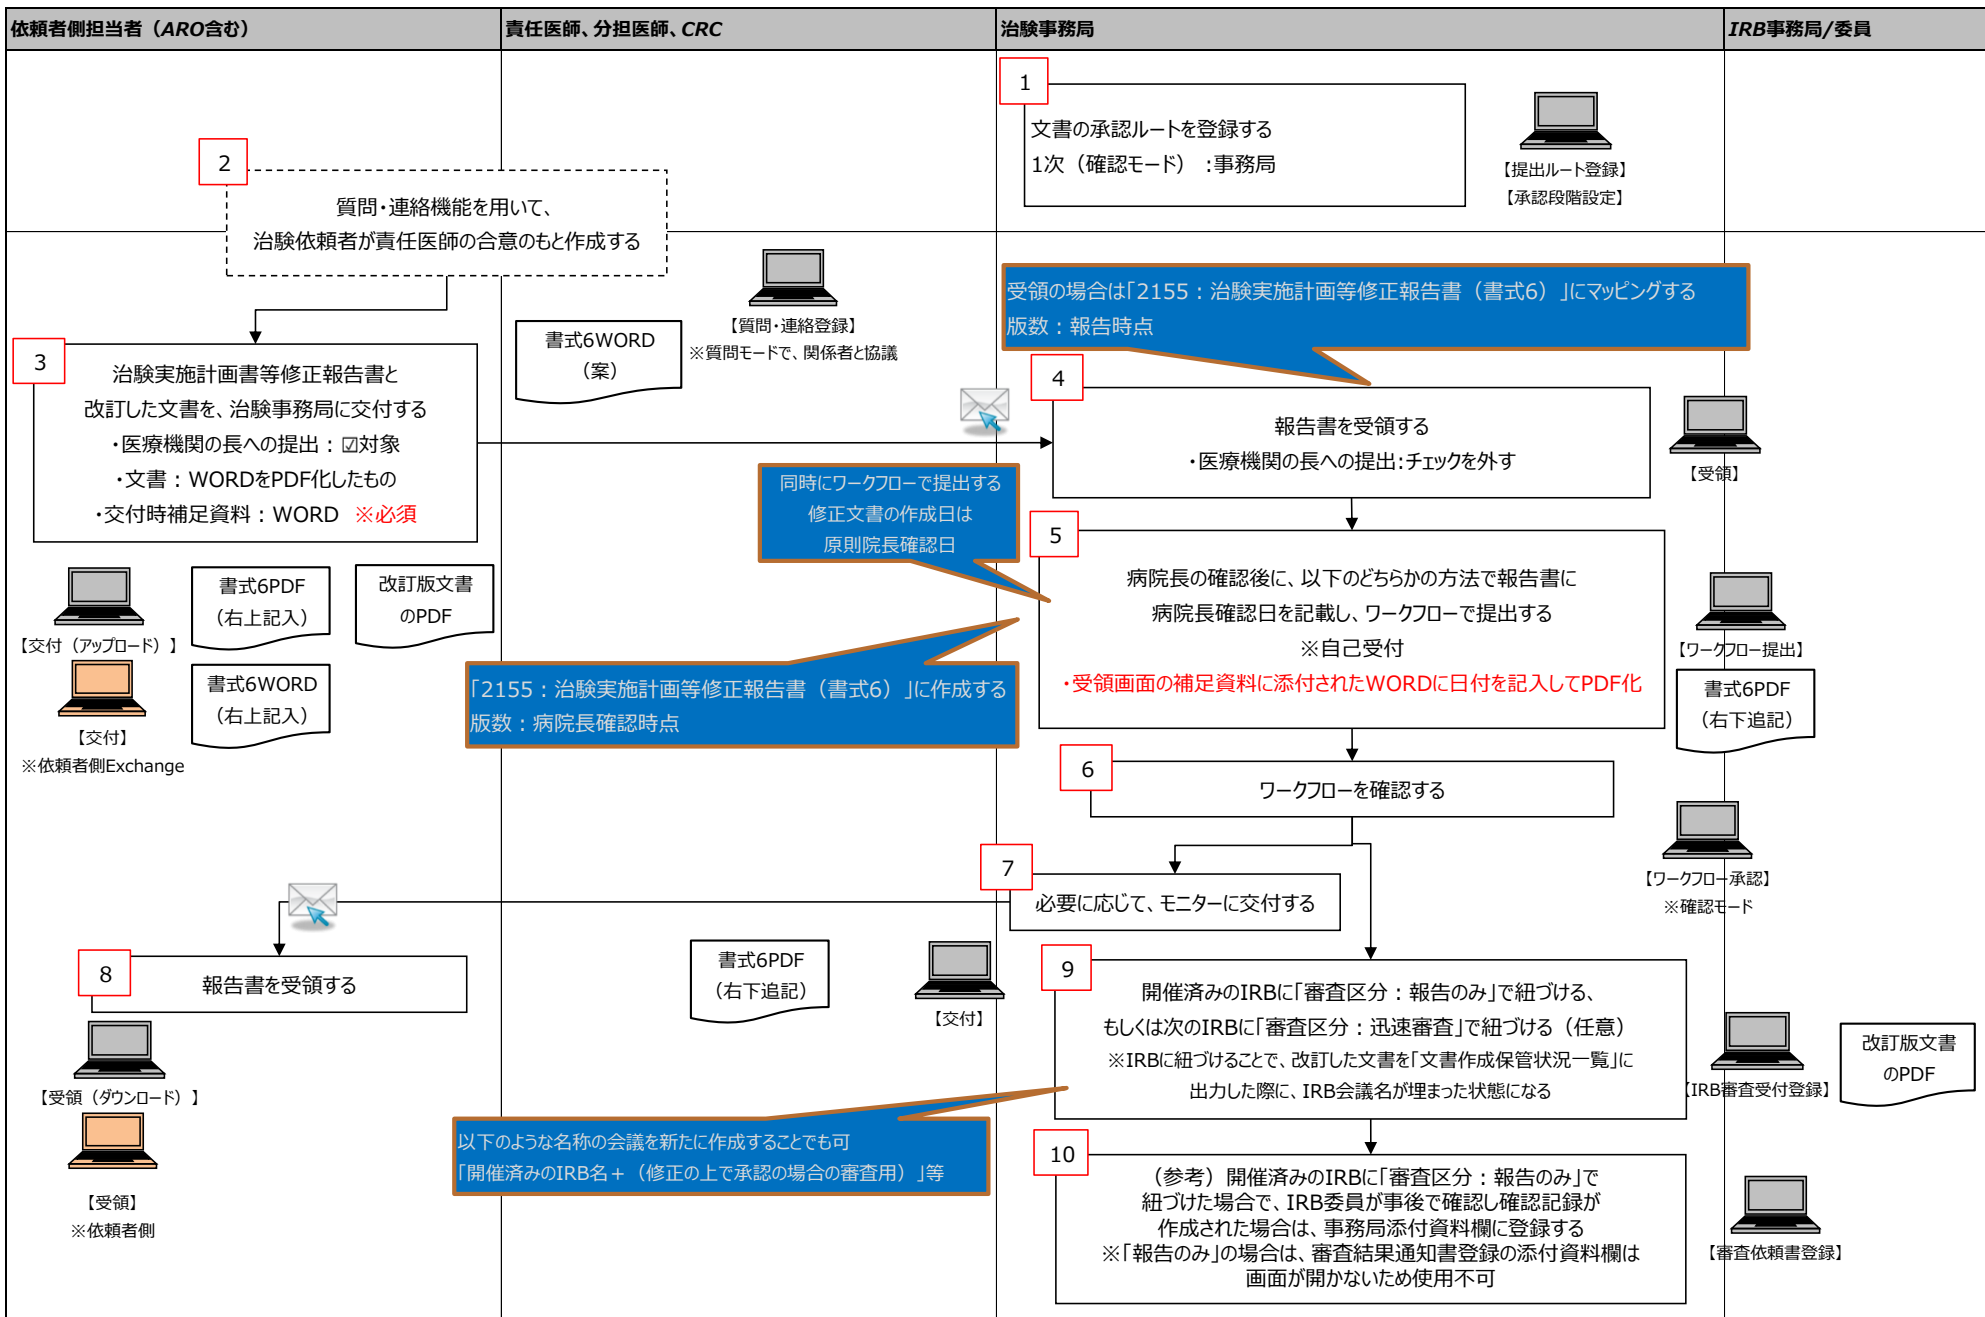 依頼者側担当者（ARO含む）
責任医師、分担医師、CRC
治験事務局
IRB事務局/委員
1
文書の承認ルートを登録する
1次（確認モード）：事務局
【提出ルート登録】
【承認段階設定】
2
質問・連絡機能を用いて、
治験依頼者が責任医師の合意のもと作成する
【質問・連絡登録】
※質問モードで、関係者と協議
書式6WORD
（案）
受領の場合は「2155：治験実施計画等修正報告書（書式6）」にマッピングする
版数：報告時点
3
治験実施計画書等修正報告書と
改訂した文書を、治験事務局に交付する
・医療機関の長への提出：☑対象
・文書：WORDをPDF化したもの
・交付時補足資料：WORD ※必須
4
報告書を受領する
・医療機関の長への提出:チェックを外す
【受領】
同時にワークフローで提出する
修正文書の作成日は
原則院長確認日
5
病院長の確認後に、以下のどちらかの方法で報告書に
病院長確認日を記載し、ワークフローで提出する
※自己受付
・受領画面の補足資料に添付されたWORDに日付を記入してPDF化
【ワークフロー提出】
書式6PDF
（右下追記）
【交付（アップロード）】
書式6PDF
（右上記入）
改訂版文書
のPDF
【交付】
※依頼者側Exchange
書式6WORD
（右上記入）
「2155：治験実施計画等修正報告書（書式6）」に作成する
版数：病院長確認時点
6
ワークフローを確認する
【ワークフロー承認】
※確認モード
7
必要に応じて、モニターに交付する
8
報告書を受領する
書式6PDF
（右下追記）
【交付】
【受領（ダウンロード）】
【受領】
※依頼者側
9
開催済みのIRBに「審査区分：報告のみ」で紐づける、
もしくは次のIRBに「審査区分：迅速審査」で紐づける（任意）
※IRBに紐づけることで、改訂した文書を「文書作成保管状況一覧」に
出力した際に、IRB会議名が埋まった状態になる
【IRB審査受付登録】
改訂版文書
のPDF
以下のような名称の会議を新たに作成することでも可
「開催済みのIRB名＋（修正の上で承認の場合の審査用）」等
10
（参考）開催済みのIRBに「審査区分：報告のみ」で
紐づけた場合で、IRB委員が事後で確認し確認記録が
作成された場合は、事務局添付資料欄に登録する
※「報告のみ」の場合は、審査結果通知書登録の添付資料欄は
画面が開かないため使用不可
【審査依頼書登録】